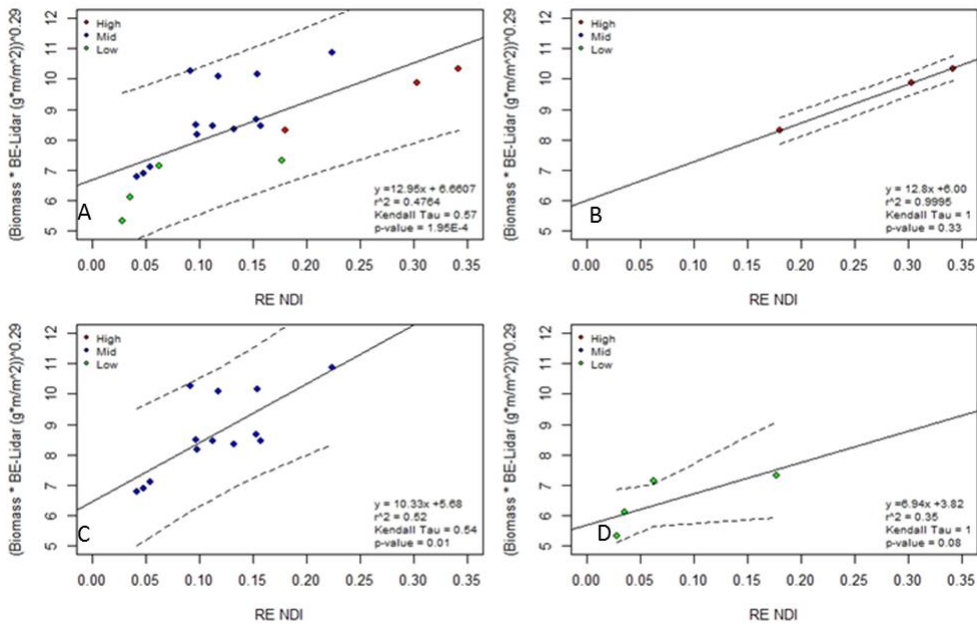 (Biomass * BE-Lidar (g*m/m^2))^0.29
12
11
10
9
8
7
6
5
High
Mid
Low
A
y =12.95x + 6.6607
r^2 = 0.4764
Kendall Tau = 0.57
p-value = 1.95E-4
0.00 0.05 0.10 0.15 0.20 0.25 0.30 0.35
RE NDI
(Biomass * BE-Lidar (g*m/m^2))^0.29
12
11
10
9
8
7
6
5
High
Mid
Low
B
y = 12.8x +6.00
r^2 = 0.9995
Kendall Tau = 1
p-value = 0.33
0.00 0.05 0.10 0.15 0.20 0.25 0.30 0.35
RE NDI
(Biomass * BE-Lidar (g*m/m^2))^0.29
12
11
10
9
8
7
6
5
High
Mid
Low
C
y = 10.33x +5.68
r^2 = 0.52
Kendall Tau = 0.54
p-value = 0.01
0.00 0.05 0.10 0.15 0.20 0.25 0.30 0.35
RE NDI
(Biomass * BE-Lidar (g*m/m^2))^0.29
12
11
10
9
8
7
6
5
High
Mid
Low
D
y =6.94x +3.82
r^2 = 0.35
Kendall Tau = 1
p-value = 0.08
0.00 0.05 0.10 0.15 0.20 0.25 0.30 0.35
RE NDI